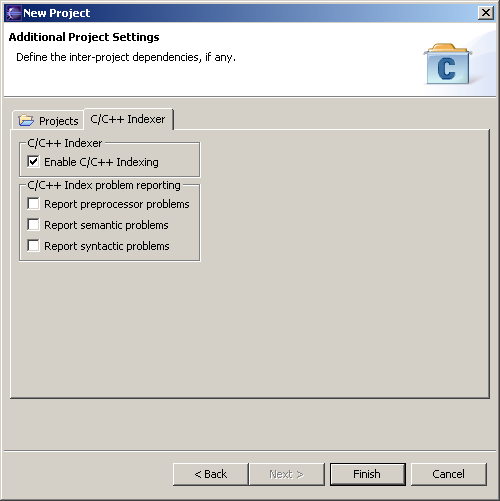 New Project
Additional Project Settings
Define the inter-project dependencies, if any.
C
Projects
C/C++ Indexer
C/C++ Indexer
Enable C/C++ Indexing
C/C++ Index problem reporting
Report preprocessor problems
Report semantic problems
Report syntactic problems
< Back
Next >
Finish
Cancel